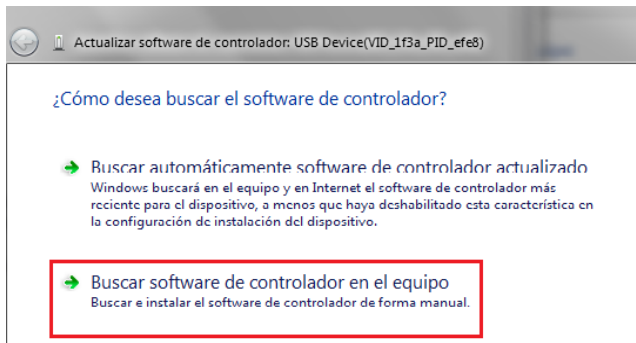 Actualizar software de controlador: USB Device(VID_1f3a_PID_efe8)
¿Cómo desea buscar el software de controlador?
Buscar automáticamente software de controlador actualizado
Windows buscará en el equipo y en Internet el software de controlador más
reciente para el dispositivo, a menos que haya deshabilitado esta característica en
la configuración de instalación del dispositivo.
Buscar software de controlador en el equipo
Buscar e instalar el software de controlador de forma manual.